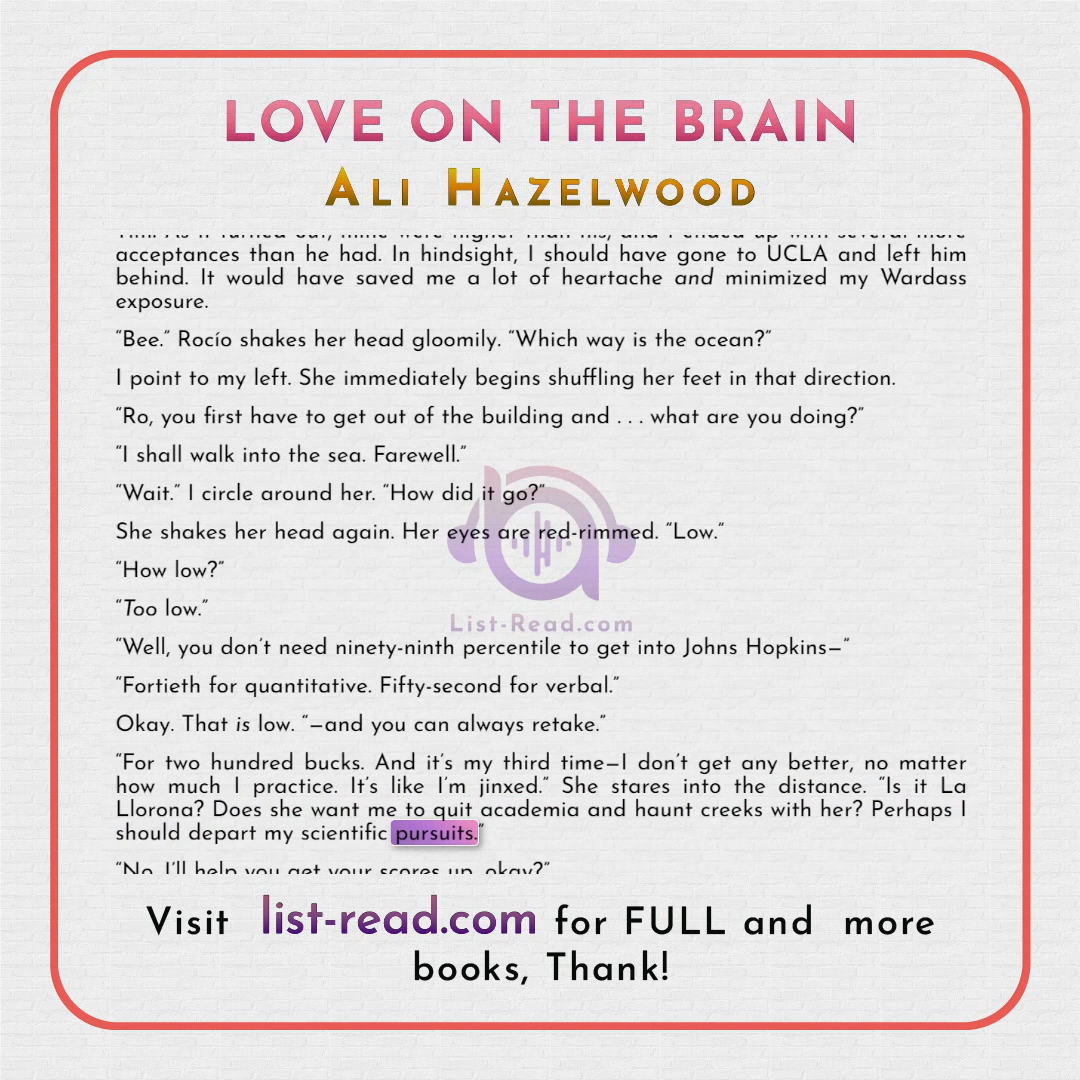 LOVE ON THE BRAIN
ALI HAZELWOOD
acceptances than he had. In hindsight, I should have gone to UCLA and left him
behind. It would have saved me a lot of heartache and minimized my Wardass
exposure.
“Bee.” Rocío shakes her head gloomily. “Which way is the ocean?”
I point to my left. She immediately begins shuffling her feet in that direction.
“Ro, you first have to get out of the building and . . . what are you doing?”
“I shall walk into the sea. Farewell.”
“Wait.” I circle around her. “How did it go?”
She shakes her head again. Her eyes are red-rimmed. “Low.”
“How low?”
“Too low.”
List-Read.com
“Well, you don’t need ninety-ninth percentile to get into Johns Hopkins—”
“Fortieth for quantitative. Fifty-second for verbal.”
Okay. That is low. “—and you can always retake.”
“For two hundred bucks. And it’s my third time—I don’t get any better, no matter
how much I practice. It’s like I’m jinxed.” She stares into the distance. “Is it La
Llorona? Does she want me to quit academia and haunt creeks with her? Perhaps I
should depart my scientific pursuits.”
“No. I’ll help you get your scores up, okay?”
Visit list-read.com for FULL and more
books, Thank!